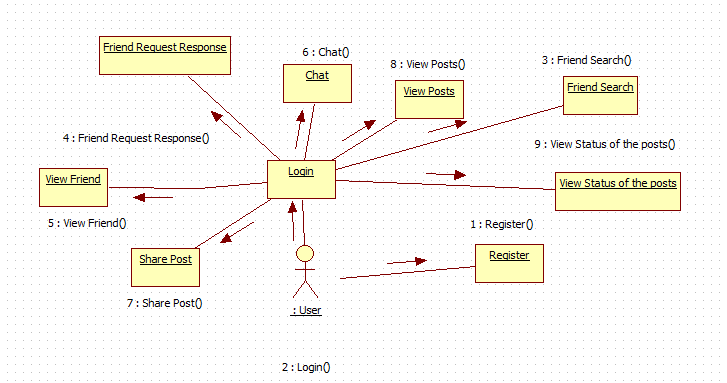 Friend Request Response
6 : Chat()
Chat
8 : View Posts()
View Posts
3 : Friend Search()
Friend Search
4 : Friend Request Response()
9 : View Status of the posts()
Login
View Friend
View Status of the posts
5 : View Friend()
1 : Register()
Share Post
Register
7 : Share Post()
: User
2 : Login()